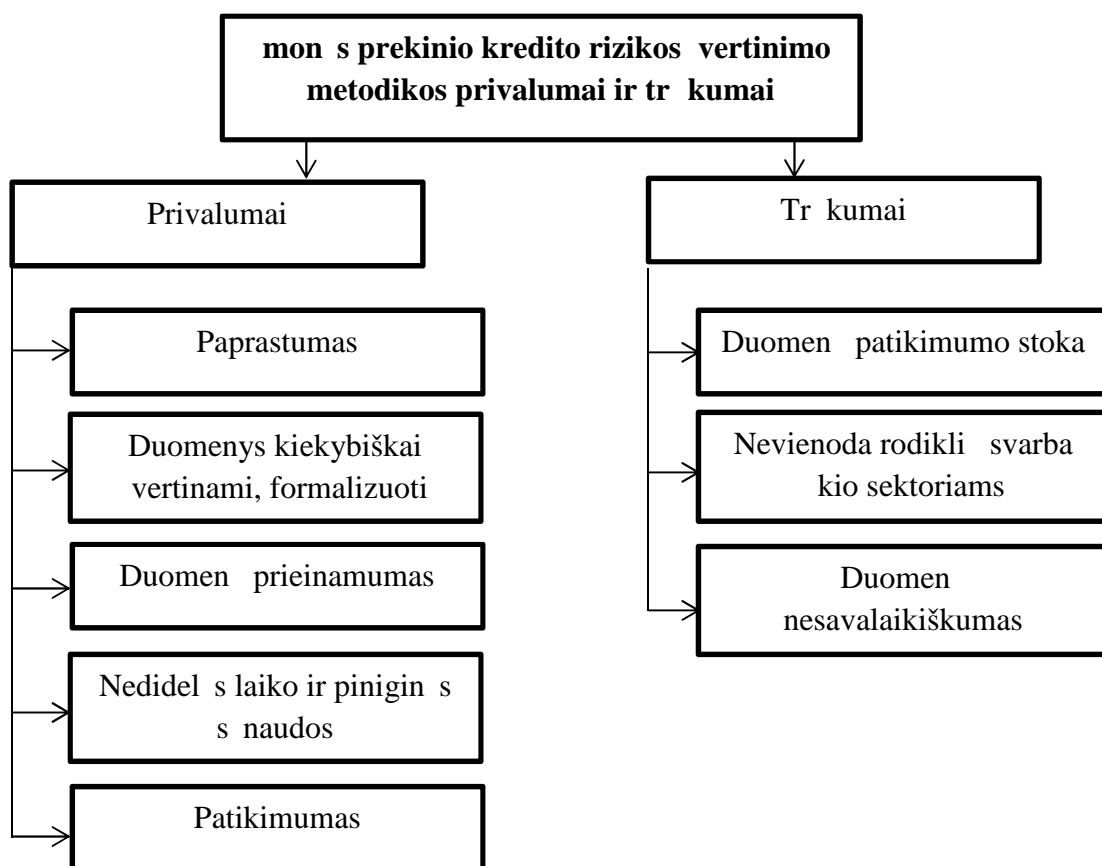 mon s prekinio kredito rizikos vertinimo
metodikos privalumai ir tr kumai
Privalumai
Paprastumas
Duomenys kiekybiškai
vertinami, formalizuoti
Duomen prieinamumas
Nedidel s laiko ir pinigin s
s naudos
Patikimumas
Tr kumai
Duomen patikimumo stoka
Nevienoda rodikli svarba
kio sektoriams
Duomen
nesavalaikiškumas